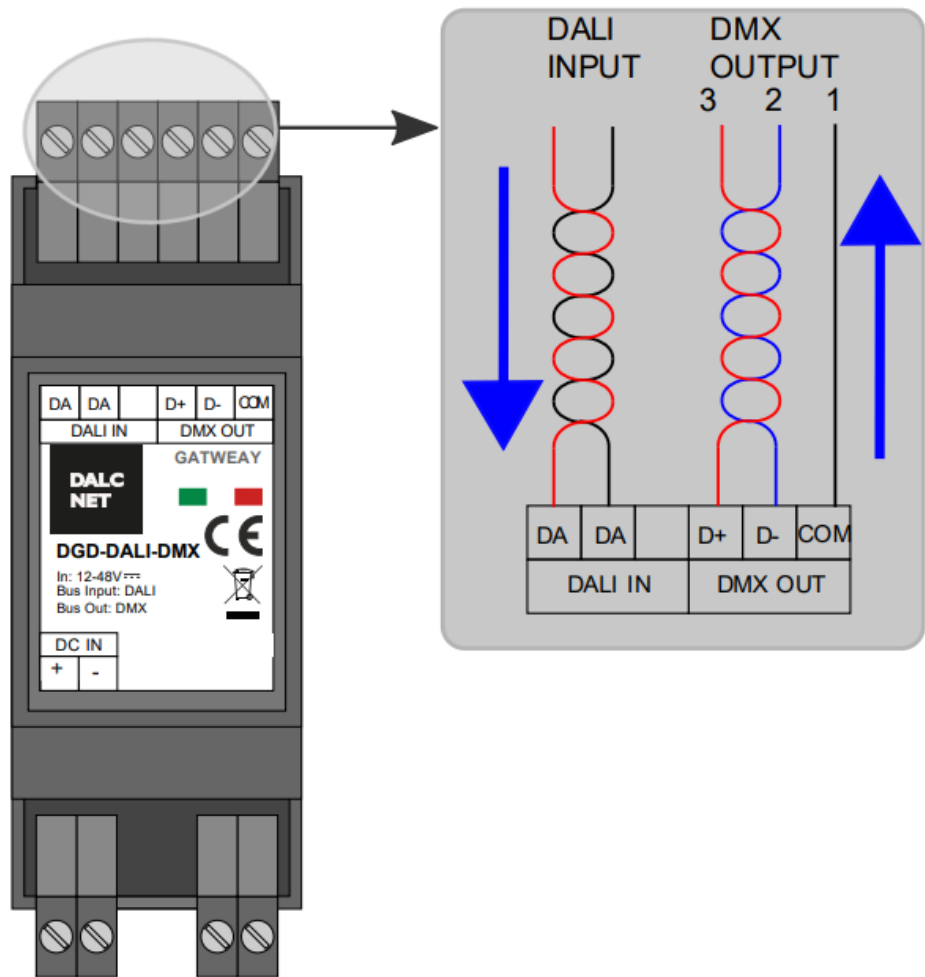 DALI DMX
INPUT OUTPUT
3 2 1
DA DA D+ D- COM
DALI IN DMX OUT
DA DA D+ D- COM
DALI IN DMX OUT
GATWEAY
DALC
NET
CE
DGD-DALI-DMX
In: 12-48V
Bus Input: DALI
Bus Out: DMX
DC IN
+ -